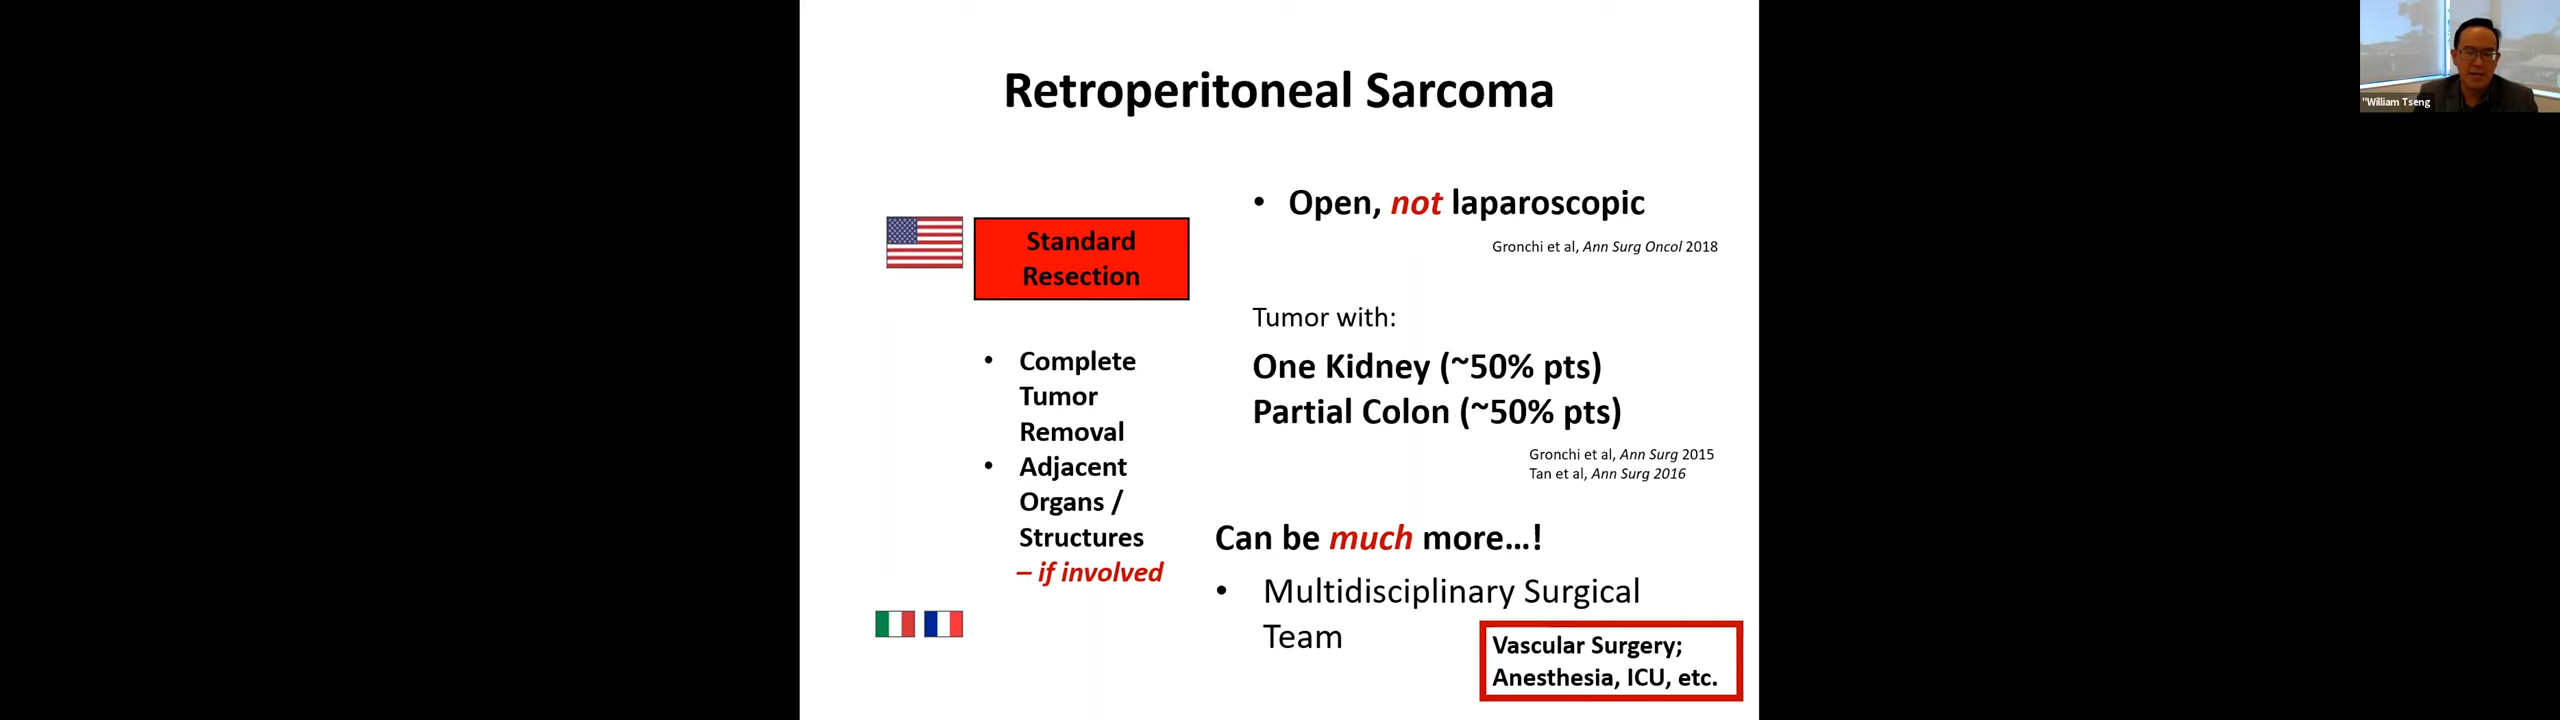 Retroperitoneal Sarcoma
Standard
Resection
• Complete
Tumor
Removal
• Adjacent
Organs /
Structures
– if involved
• Open, not laparoscopic
Gronchi et al, Ann Surg Oncol 2018
Tumor with:
One Kidney (~50% pts)
Partial Colon (~50% pts)
Gronchi et al, Ann Surg 2015
Tan et al, Ann Surg 2016
Can be much more...!
• Multidisciplinary Surgical
Team
Vascular Surgery;
Anesthesia, ICU, etc.
"William Tseng